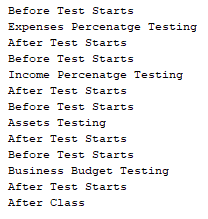 Before Test Starts
Expenses Percenatge Testing
After Test Starts
Before Test Starts
Income Percenatge Testing
After Test Starts
Before Test Starts
Assets Testing
After Test Starts
Before Test Starts
Business Budget Testing
After Test Starts
After Class